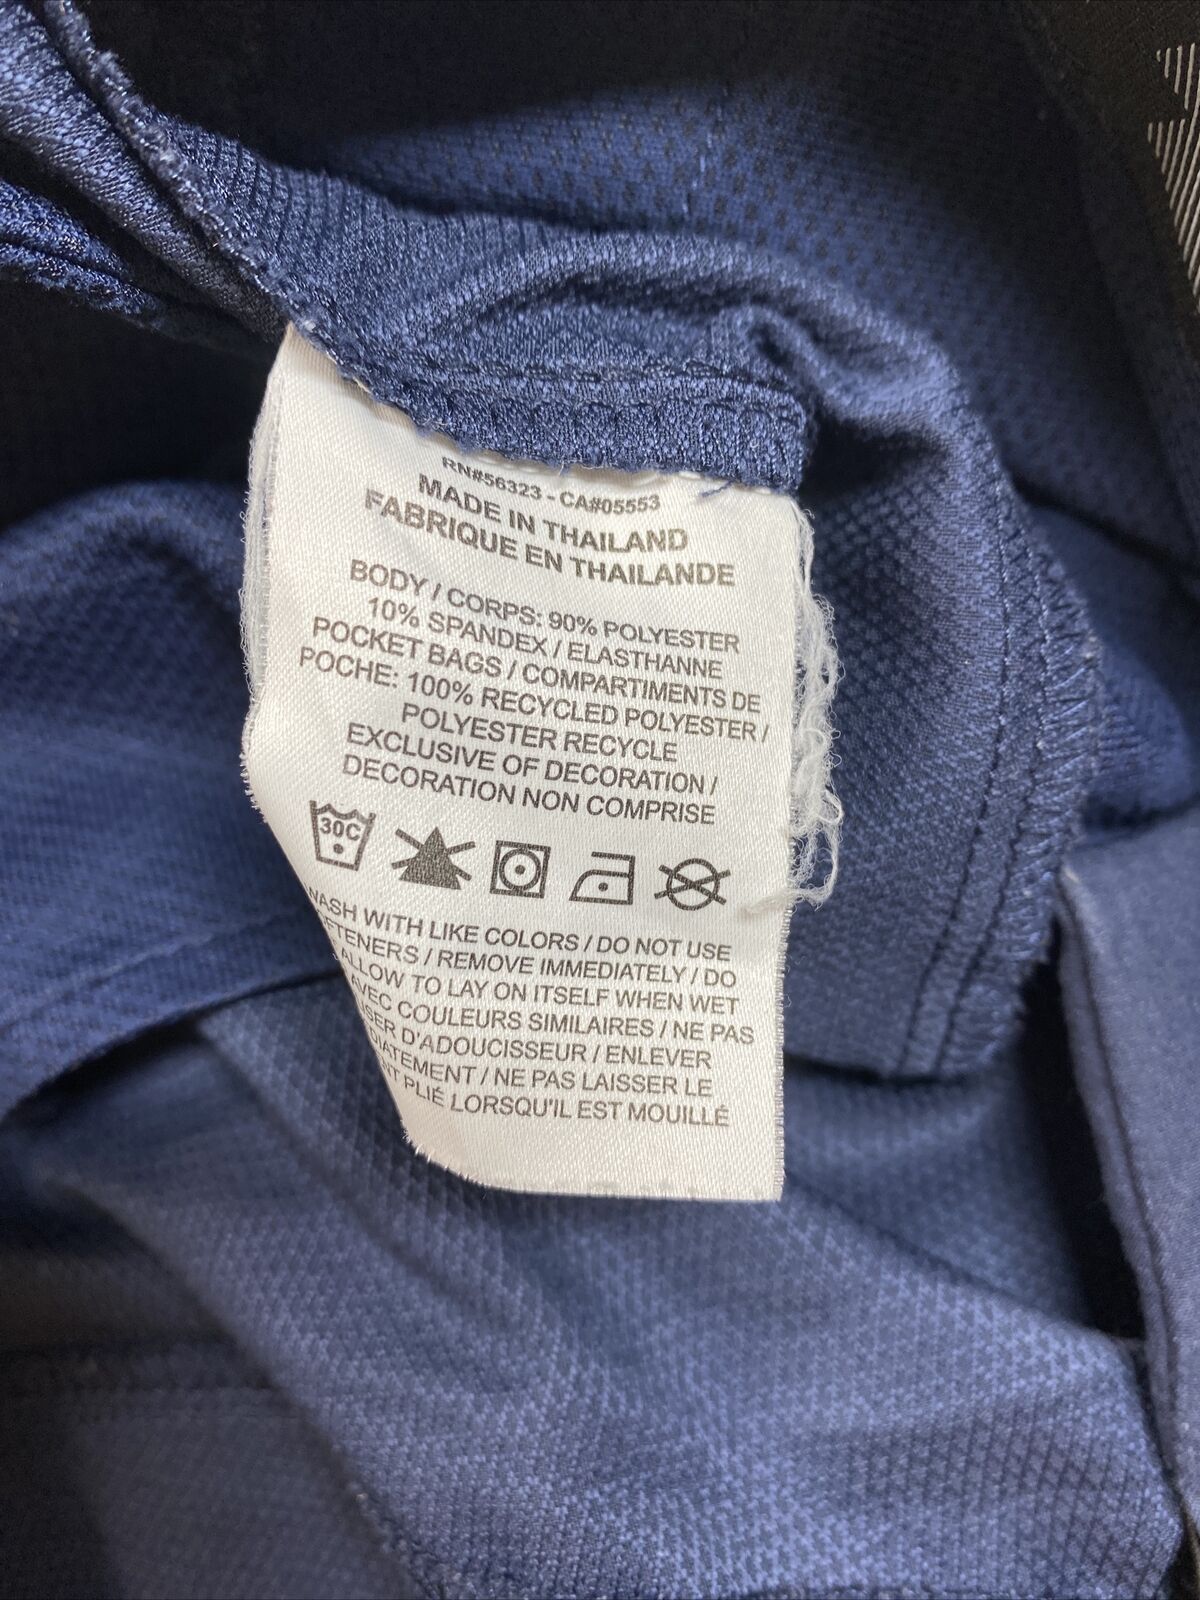 RN#56323 - CA#05553
MADE IN THAILAND
FABRIQUE EN THAILANDE
BODY / CORPS: 90% POLYESTER
10% SPANDEX / ELASTHANNE
POCKET BAGS / COMPARTIMENTS DE
POCHE: 100% RECYCLED POLYESTER /
POLYESTER RECYCLE
EXCLUSIVE OF DECORATION /
DECORATION NON COMPRISE
30C
WASH WITH LIKE COLORS / DO NOT USE
/ REMOVE IMMEDIATELY / DO
ALLOW TO LAY ON ITSELF WHEN WET
AVEC COULEURS SIMILAIRES / NE PAS
D'ADOUCISSEUR / ENLEVER
/ NE PAS LAISSER LE
PLIÉ LORSQU'IL EST MOUILLÉ